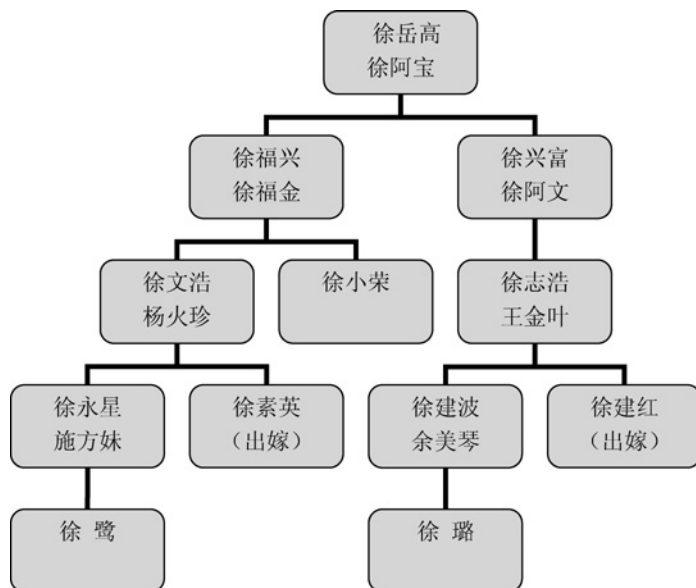 徐岳高
徐阿宝
徐福兴
徐福金
徐兴富
徐阿文
徐文浩
杨火珍
徐小荣
徐志浩
王金叶
徐永星
施方妹
徐素英
（出嫁）
徐建波
余美琴
徐建红
（出嫁）
徐 鹭
徐 璐